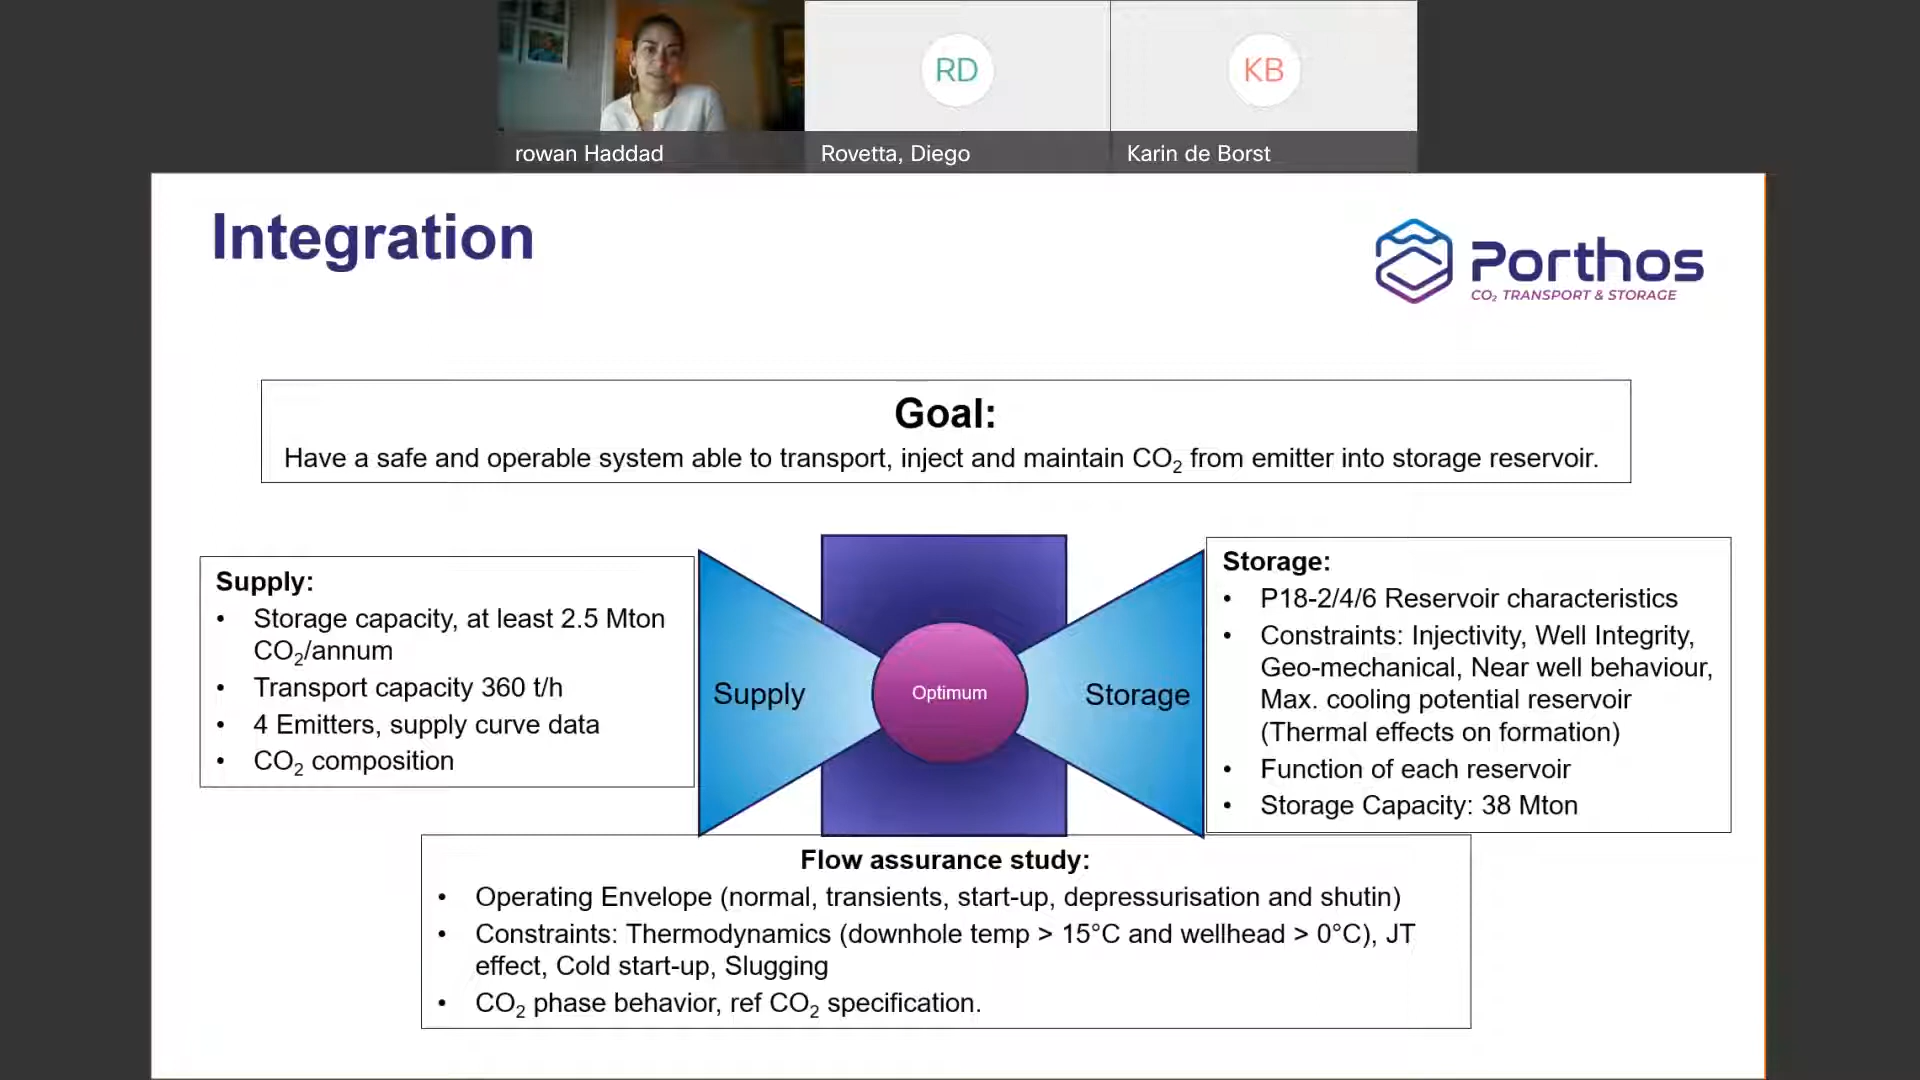 RD
KB
rowan Haddad
Rovetta, Diego
Karin de Borst
Integration
Porthos
CO₂ TRANSPORT & STORAGE
Goal:
Have a safe and operable system able to transport, inject and maintain CO₂ from emitter into storage reservoir.
Supply:
• Storage capacity, at least 2.5 Mton
CO₂/annum
• Transport capacity 360 t/h
• 4 Emitters, supply curve data
• CO₂ composition
Supply
Optimum
Storage
Storage:
• P18-2/4/6 Reservoir characteristics
• Constraints: Injectivity, Well Integrity,
Geo-mechanical, Near well behaviour,
Max. cooling potential reservoir
(Thermal effects on formation)
• Function of each reservoir
• Storage Capacity: 38 Mton
Flow assurance study:
• Operating Envelope (normal, transients, start-up, depressurisation and shutin)
• Constraints: Thermodynamics (downhole temp > 15°C and wellhead > 0°C), JT
effect, Cold start-up, Slugging
• CO₂ phase behavior, ref CO₂ specification.